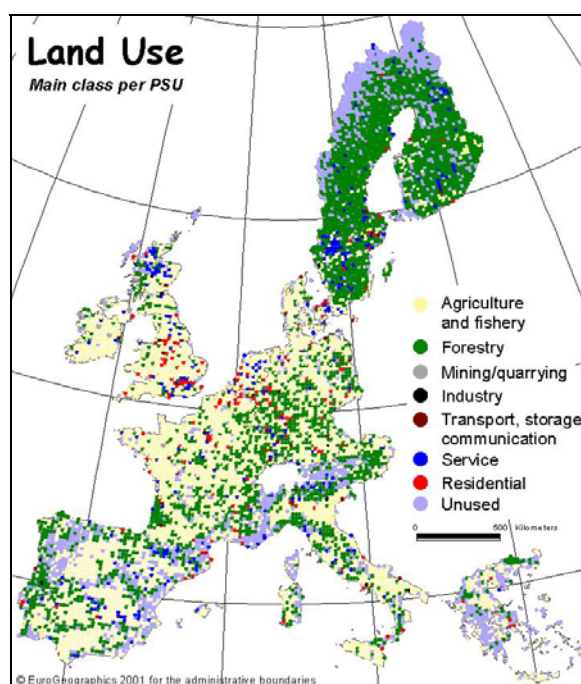 Land Use
Main class per PSU
Agriculture
and fishery
Forestry
Mining/quarrying
Industry
Transport, storage
communication
Service
Residential
Unused
0 500 Kilometers
© EuroGeographics 2001 for the administrative boundaries